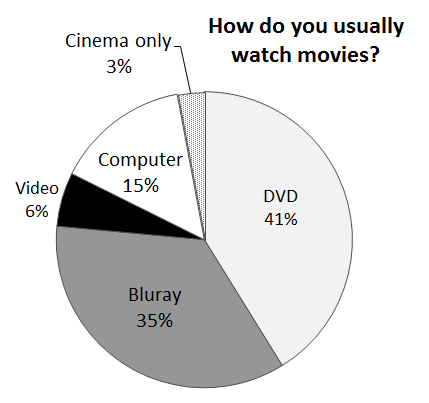 How do you usually
watch movies?
Cinema only
3%
Computer
15%
Video
6%
DVD
41%
Bluray
35%